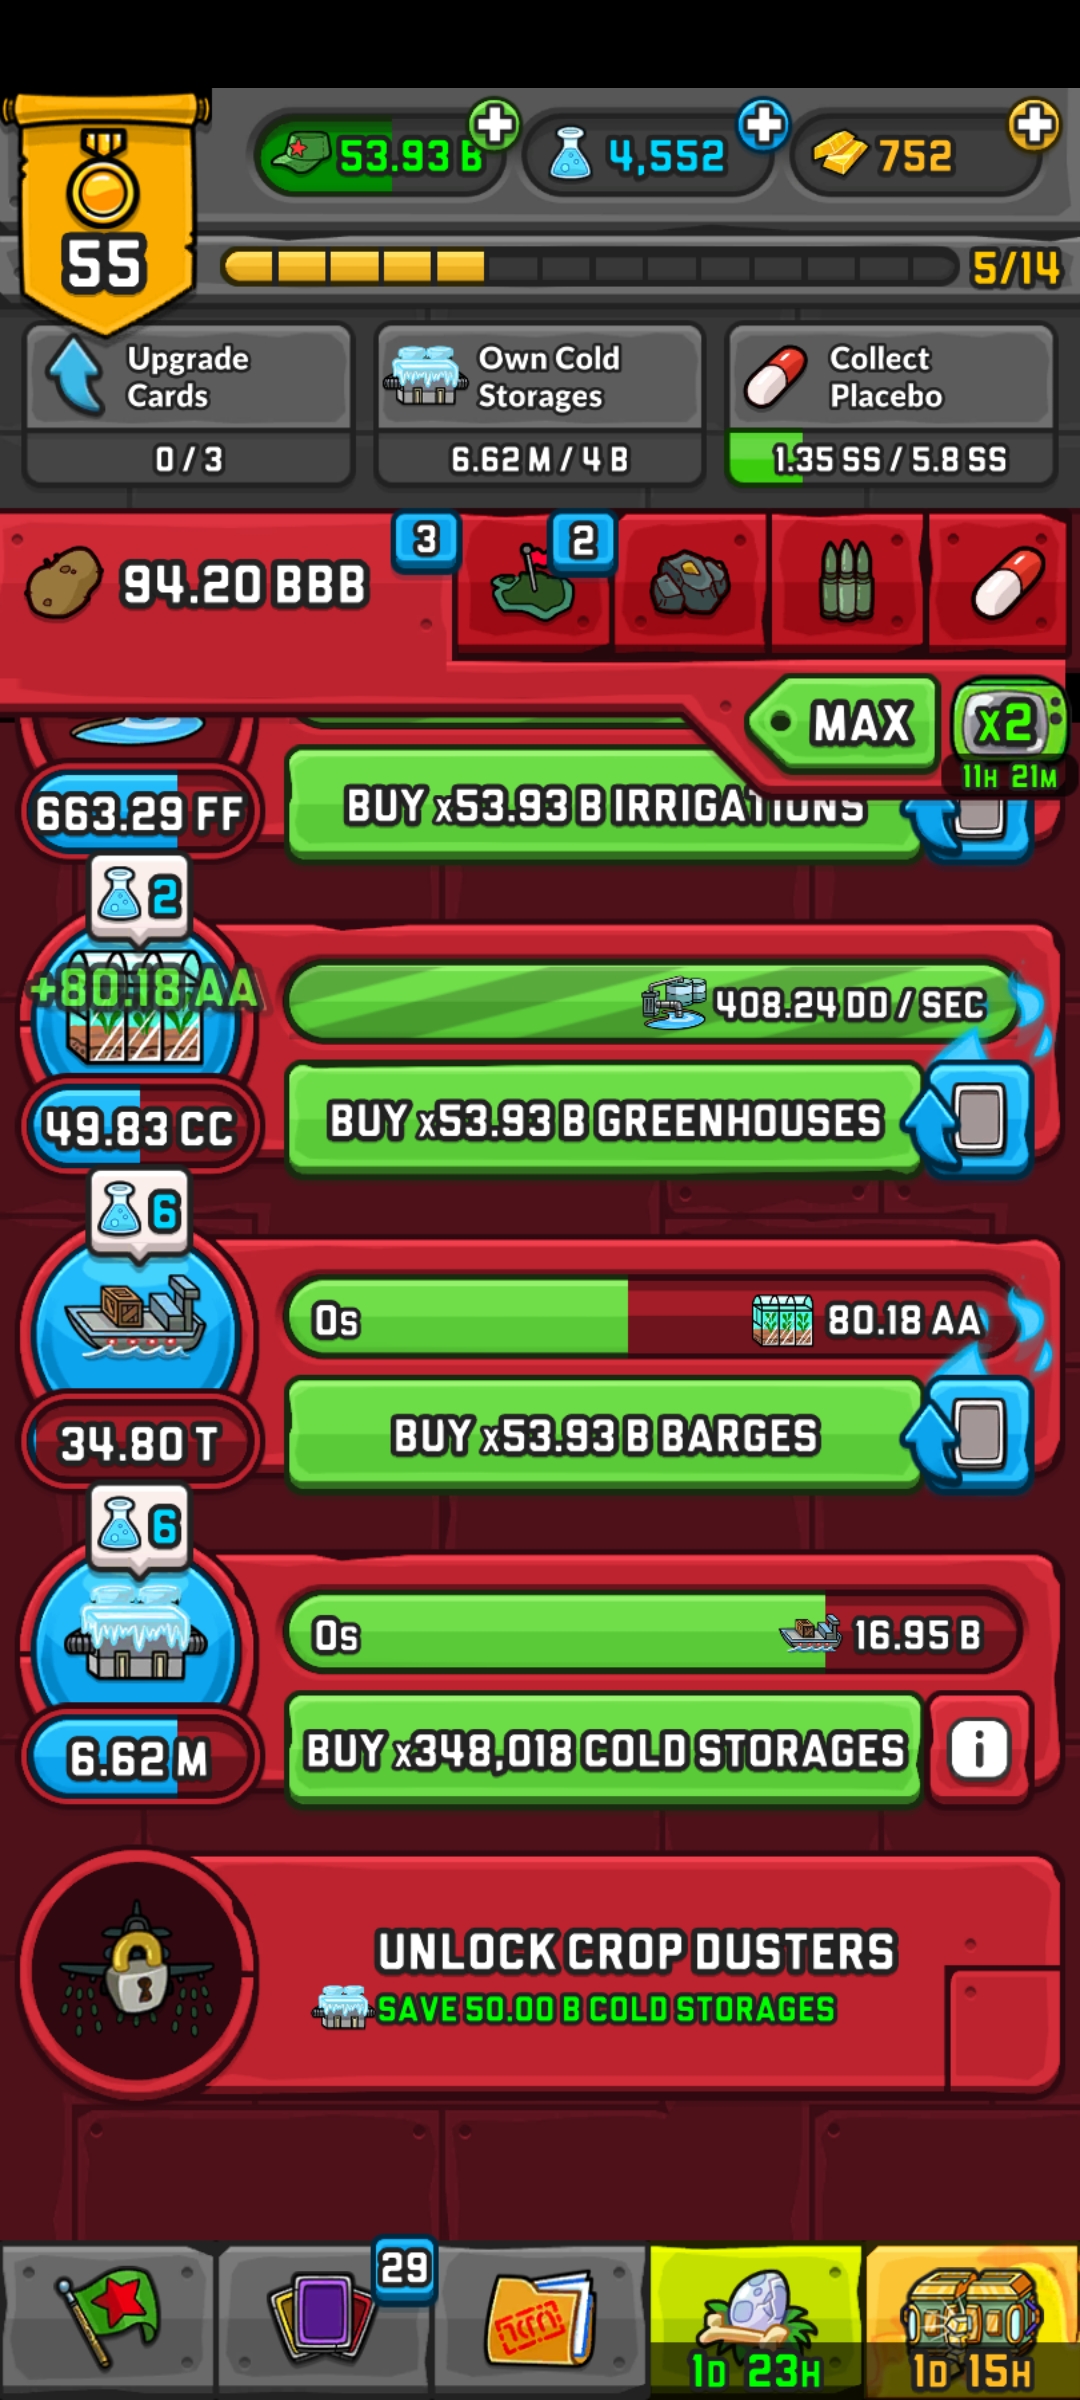 53.93 B
4,552
752
55
5/14
Upgrade
Cards
0 / 3
Own Cold
Storages
6.62 M / 4 B
Collect
Placebo
1.35 SS / 5.8 SS
94.20 BBB
3
2
MAX
x2
11H 21M
663.29 FF
BUY x53.93 B IRRIGATIONS
2
+80.18 AA
408.24 DD / SEC
49.83 CC
BUY x53.93 B GREENHOUSES
6
0s
80.18 AA
34.80 T
BUY x53.93 B BARGES
6
0s
16.95 B
6.62 M
BUY x348,018 COLD STORAGES
i
UNLOCK CROP DUSTERS
SAVE 50.00 B COLD STORAGES
29
1D 23H
1D 15H